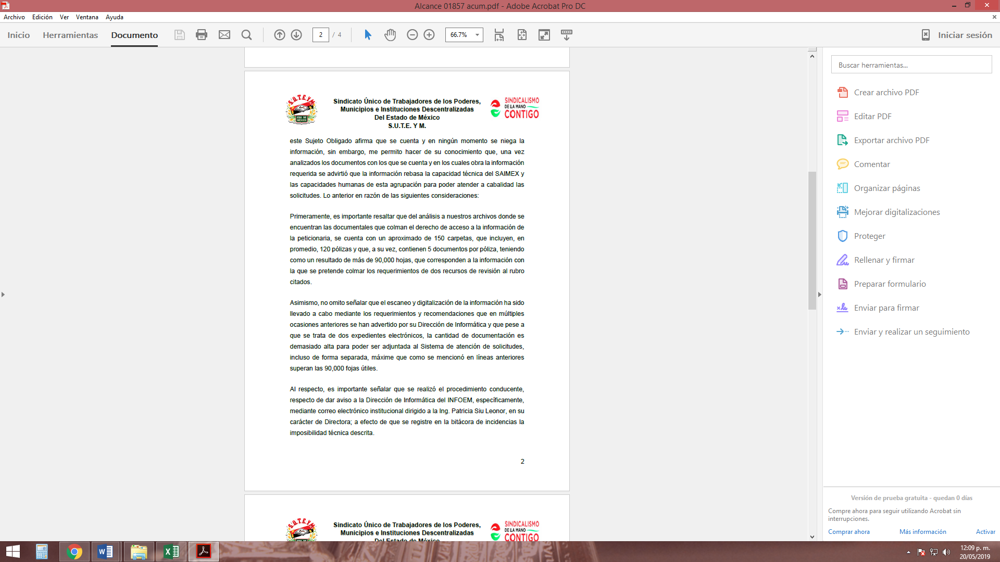 Alcance 01857 acum.pdf - Adobe Acrobat Pro DC
Archivo Edición Ver Ventana Ayuda
Inicio Herramientas Documento 2 / 4 66.7% Iniciar sesión
Sindicato Único de Trabajadores de los Poderes,
Municipios e Instituciones Descentralizadas
Del Estado de México
S.U.T.E. Y M.
S.U.T.E.Y M.
EDO. DE
MÉXICO
SINDICALISMO
DE LA MANO
CONTIGO
este Sujeto Obligado afirma que se cuenta y en ningún momento se niega la
información, sin embargo, me permito hacer de su conocimiento que, una vez
analizados los documentos con los que se cuenta y en los cuales obra la información
requerida se advirtió que la información rebasa la capacidad técnica del SAIMEX y
las capacidades humanas de esta agrupación para poder atender a cabalidad las
solicitudes. Lo anterior en razón de las siguientes consideraciones:
Primeramente, es importante resaltar que del análisis a nuestros archivos donde se
encuentran las documentales que colman el derecho de acceso a la información de
la peticionaria, se cuenta con un aproximado de 150 carpetas, que incluyen, en
promedio, 120 pólizas y que, a su vez, contienen 5 documentos por póliza, teniendo
como un resultado de más de 90,000 hojas, que corresponden a la información con
la que se pretende colmar los requerimientos de dos recursos de revisión al rubro
citados.
Asimismo, no omito señalar que el escaneo y digitalización de la información ha sido
llevado a cabo mediante los requerimientos y recomendaciones que en múltiples
ocasiones anteriores se han advertido por su Dirección de Informática y que pese a
que se trata de dos expedientes electrónicos, la cantidad de documentación es
demasiado alta para poder ser adjuntada al Sistema de atención de solicitudes,
incluso de forma separada, máxime que como se mencionó en líneas anteriores
superan las 90,000 fojas útiles.
Al respecto, es importante señalar que se realizó el procedimiento conducente,
respecto de dar aviso a la Dirección de Informática del INFOEM, específicamente,
mediante correo electrónico institucional dirigido a la Ing. Patricia Siu Leonor, en su
carácter de Directora; a efecto de que se registre en la bitácora de incidencias la
imposibilidad técnica descrita.
2
Sindicato Único de Trabajadores de los Poderes,
Municipios e Instituciones Descentralizadas
Del Estado de México
S.U.T.E.Y M.
SINDICALISMO
DE LA MANO
CONTIGO
Buscar herramientas...
Crear archivo PDF
Editar PDF
Exportar archivo PDF
Comentar
Organizar páginas
Mejorar digitalizaciones
Proteger
Rellenar y firmar
Preparar formulario
Enviar para firmar
Enviar y realizar un seguimiento
Versión de prueba gratuita - quedan 0 días
Compre ahora para seguir utilizando Acrobat sin
interrupciones.
Comprar ahora Más información Activar
12:09 p. m.
20/05/2019